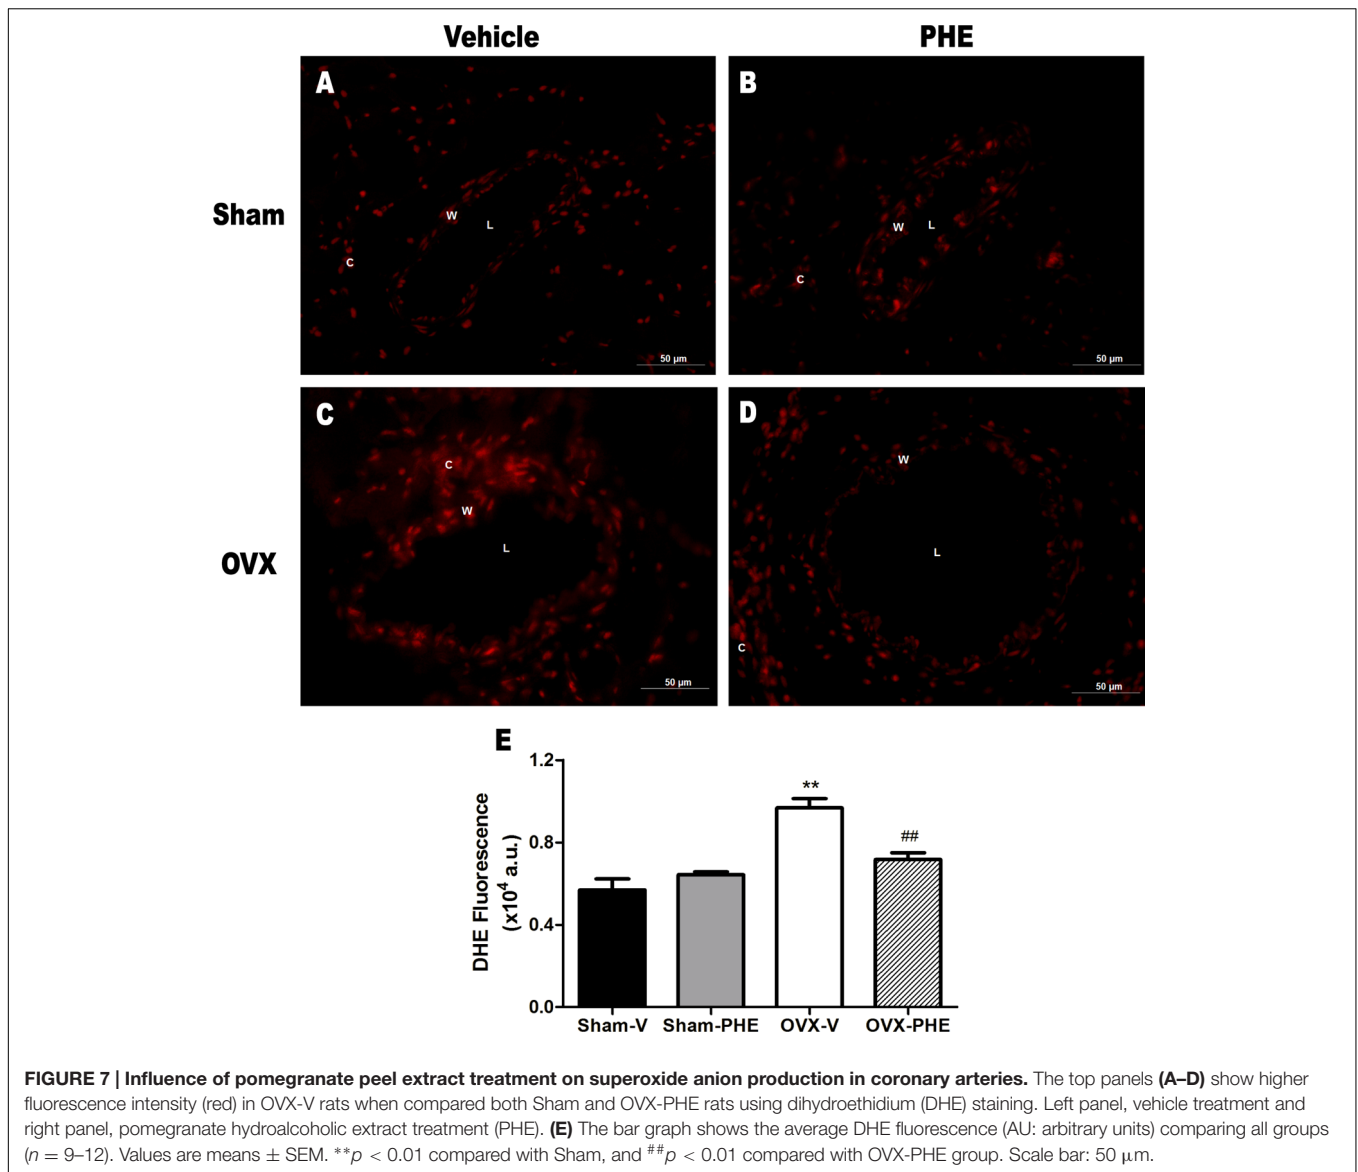 Vehicle PHE
A B
Sham
W L C
50 µm
W L C
50 µm
C D
OVX
C W L
50 µm
W L C
50 µm
E
DHE Fluorescence
(x10⁴ a.u.)
1.2
0.8
0.4
0.0
**
##
Sham-V Sham-PHE OVX-V OVX-PHE
FIGURE 7 | Influence of pomegranate peel extract treatment on superoxide anion production in coronary arteries. The top panels (A–D) show higher
fluorescence intensity (red) in OVX-V rats when compared both Sham and OVX-PHE rats using dihydroethidium (DHE) staining. Left panel, vehicle treatment and
right panel, pomegranate hydroalcoholic extract treatment (PHE). (E) The bar graph shows the average DHE fluorescence (AU: arbitrary units) comparing all groups
(n = 9–12). Values are means ± SEM. **p < 0.01 compared with Sham, and ##p < 0.01 compared with OVX-PHE group. Scale bar: 50 μm.